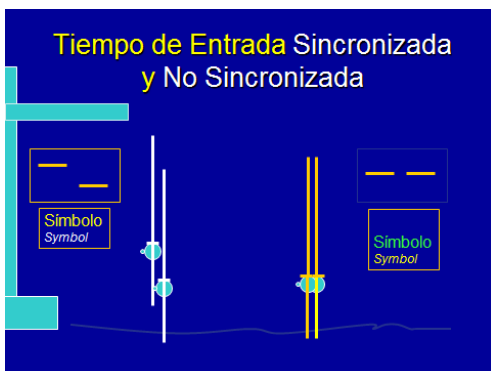 Tiempo de Entrada Sincronizada
y No Sincronizada
Símbolo
Symbol
Símbolo
Symbol